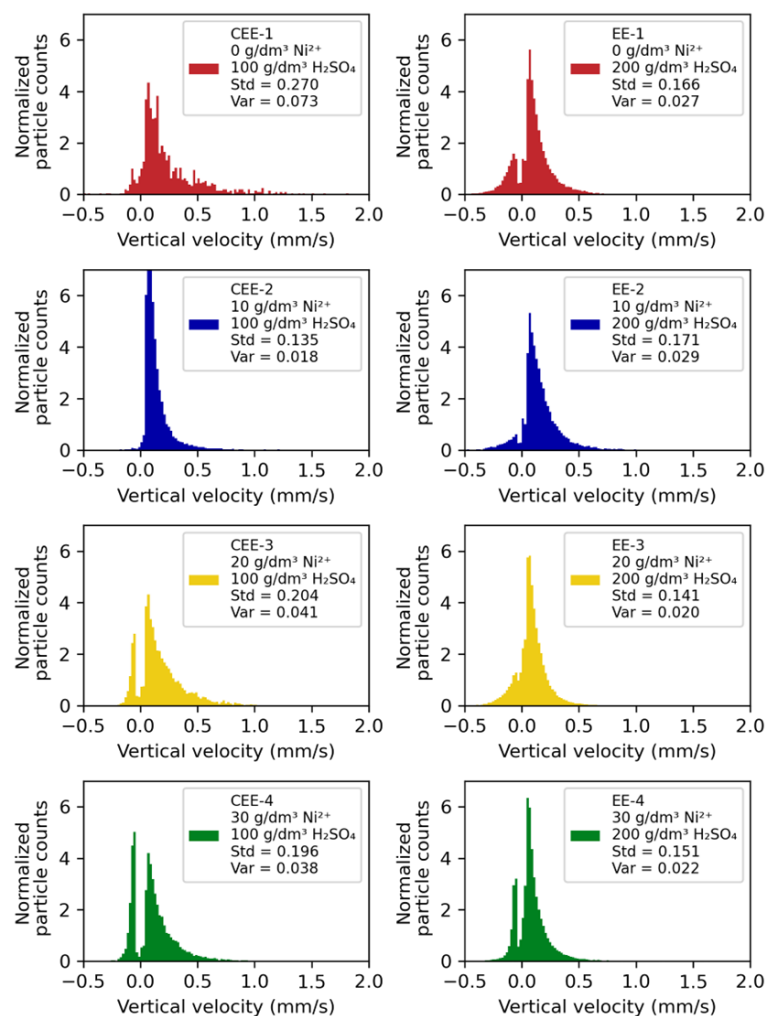 Normalized
particle counts
6
4
2
0
CEE-1
0 g/dm³ Ni²⁺
100 g/dm³ H₂SO₄
Std = 0.270
Var = 0.073
−0.5 0.0 0.5 1.0 1.5 2.0
Vertical velocity (mm/s)
Normalized
particle counts
6
4
2
0
EE-1
0 g/dm³ Ni²⁺
200 g/dm³ H₂SO₄
Std = 0.166
Var = 0.027
−0.5 0.0 0.5 1.0 1.5 2.0
Vertical velocity (mm/s)
Normalized
particle counts
6
4
2
0
CEE-2
10 g/dm³ Ni²⁺
100 g/dm³ H₂SO₄
Std = 0.135
Var = 0.018
−0.5 0.0 0.5 1.0 1.5 2.0
Vertical velocity (mm/s)
Normalized
particle counts
6
4
2
0
EE-2
10 g/dm³ Ni²⁺
200 g/dm³ H₂SO₄
Std = 0.171
Var = 0.029
−0.5 0.0 0.5 1.0 1.5 2.0
Vertical velocity (mm/s)
Normalized
particle counts
6
4
2
0
CEE-3
20 g/dm³ Ni²⁺
100 g/dm³ H₂SO₄
Std = 0.204
Var = 0.041
−0.5 0.0 0.5 1.0 1.5 2.0
Vertical velocity (mm/s)
Normalized
particle counts
6
4
2
0
EE-3
20 g/dm³ Ni²⁺
200 g/dm³ H₂SO₄
Std = 0.141
Var = 0.020
−0.5 0.0 0.5 1.0 1.5 2.0
Vertical velocity (mm/s)
Normalized
particle counts
6
4
2
0
CEE-4
30 g/dm³ Ni²⁺
100 g/dm³ H₂SO₄
Std = 0.196
Var = 0.038
−0.5 0.0 0.5 1.0 1.5 2.0
Vertical velocity (mm/s)
Normalized
particle counts
6
4
2
0
EE-4
30 g/dm³ Ni²⁺
200 g/dm³ H₂SO₄
Std = 0.151
Var = 0.022
−0.5 0.0 0.5 1.0 1.5 2.0
Vertical velocity (mm/s)